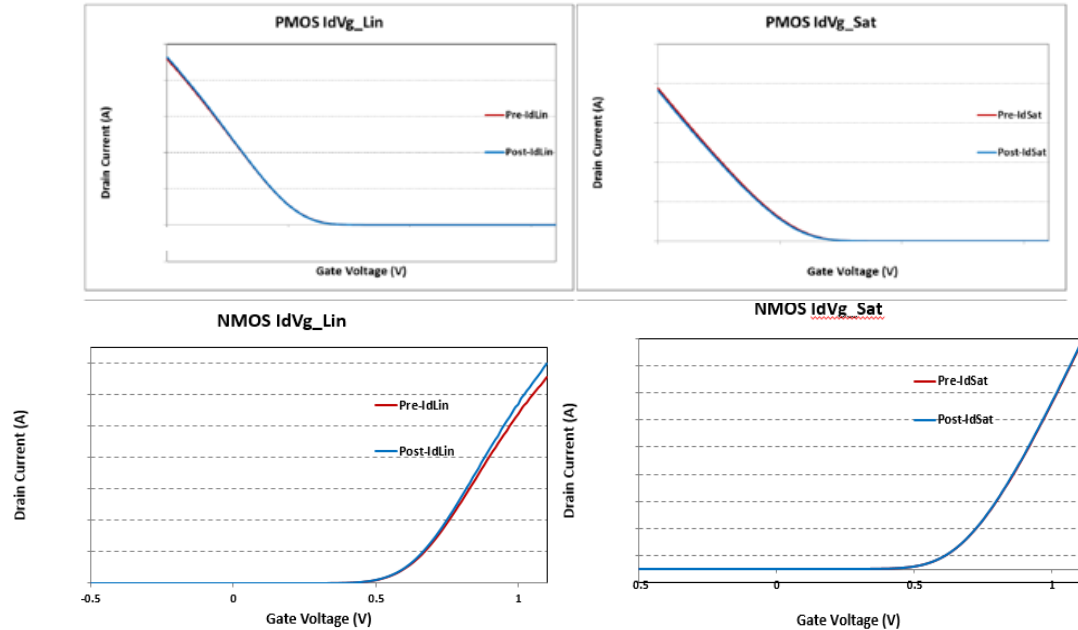 PMOS IdVg_Lin
Drain Current (A)
Pre-IdLin
Post-IdLin
Gate Voltage (V)
PMOS IdVg_Sat
Drain Current (A)
Pre-IdSat
Post-IdSat
Gate Voltage (V)
NMOS IdVg_Lin
Drain Current (A)
Pre-IdLin
Post-IdLin
-0.5 0 0.5 1
Gate Voltage (V)
NMOS IdVg_Sat
Drain Current (A)
Pre-IdSat
Post-IdSat
0.5 0 0.5 1
Gate Voltage (V)